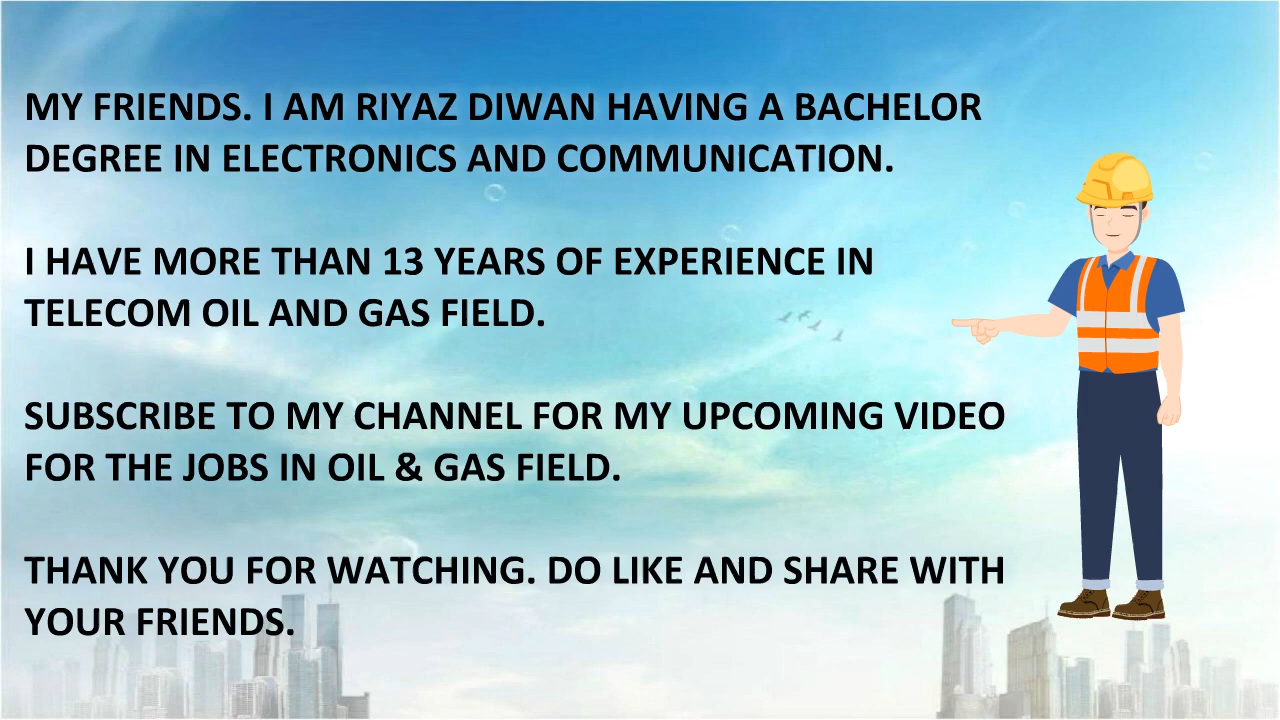 MY FRIENDS. I AM RIYAZ DIWAN HAVING A BACHELOR
DEGREE IN ELECTRONICS AND COMMUNICATION.
I HAVE MORE THAN 13 YEARS OF EXPERIENCE IN
TELECOM OIL AND GAS FIELD.
SUBSCRIBE TO MY CHANNEL FOR MY UPCOMING VIDEO
FOR THE JOBS IN OIL & GAS FIELD.
THANK YOU FOR WATCHING. DO LIKE AND SHARE WITH
YOUR FRIENDS.